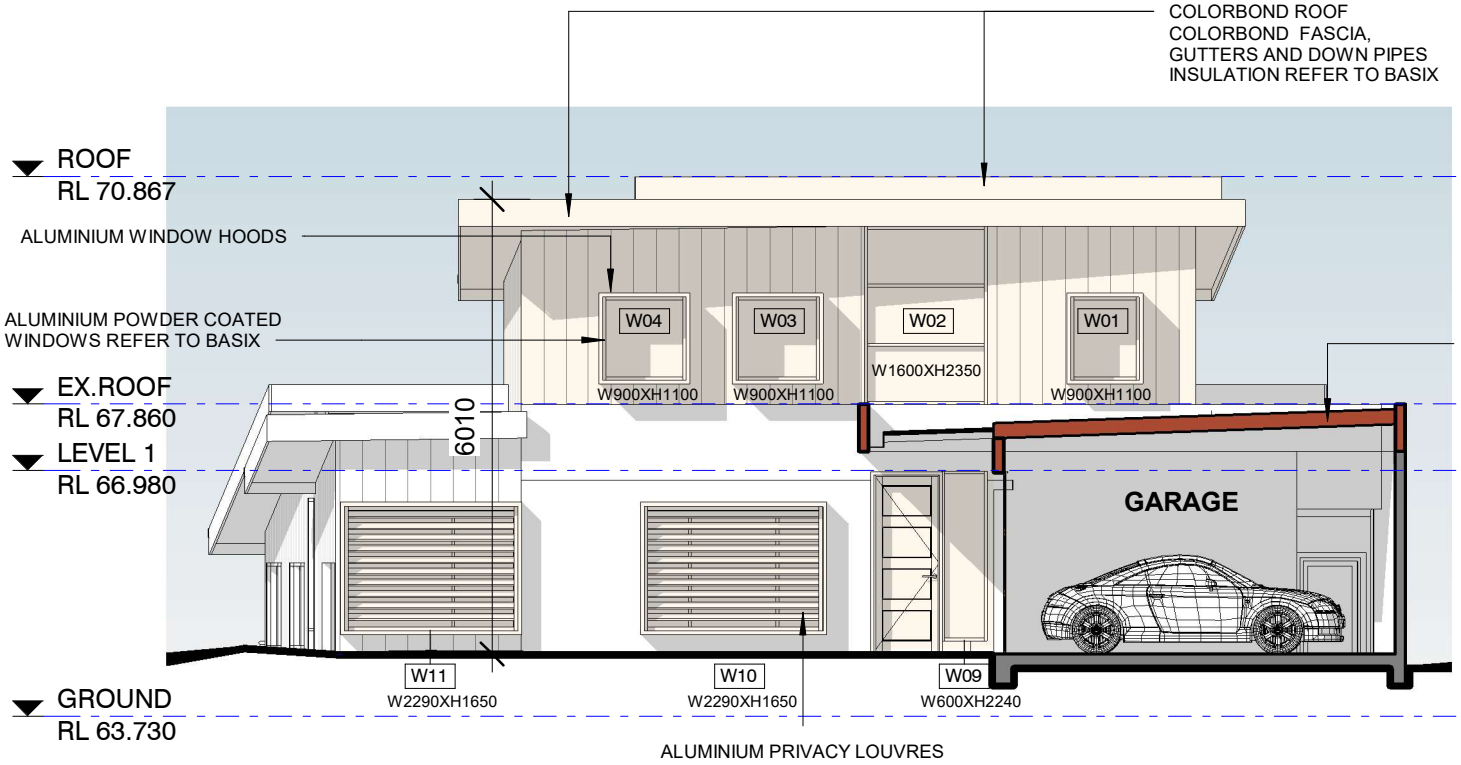 COLORBOND ROOF
COLORBOND FASCIA,
GUTTERS AND DOWN PIPES
INSULATION REFER TO BASIX
ROOF
RL 70.867
ALUMINIUM WINDOW HOODS
ALUMINIUM POWDER COATED
WINDOWS REFER TO BASIX
W04
W03
W02
W01
W1600XH2350
W900XH1100
W900XH1100
W900XH1100
EX.ROOF
RL 67.860
6010
LEVEL 1
RL 66.980
GARAGE
W11
W2290XH1650
W10
W2290XH1650
W09
W600XH2240
GROUND
RL 63.730
ALUMINIUM PRIVACY LOUVRES